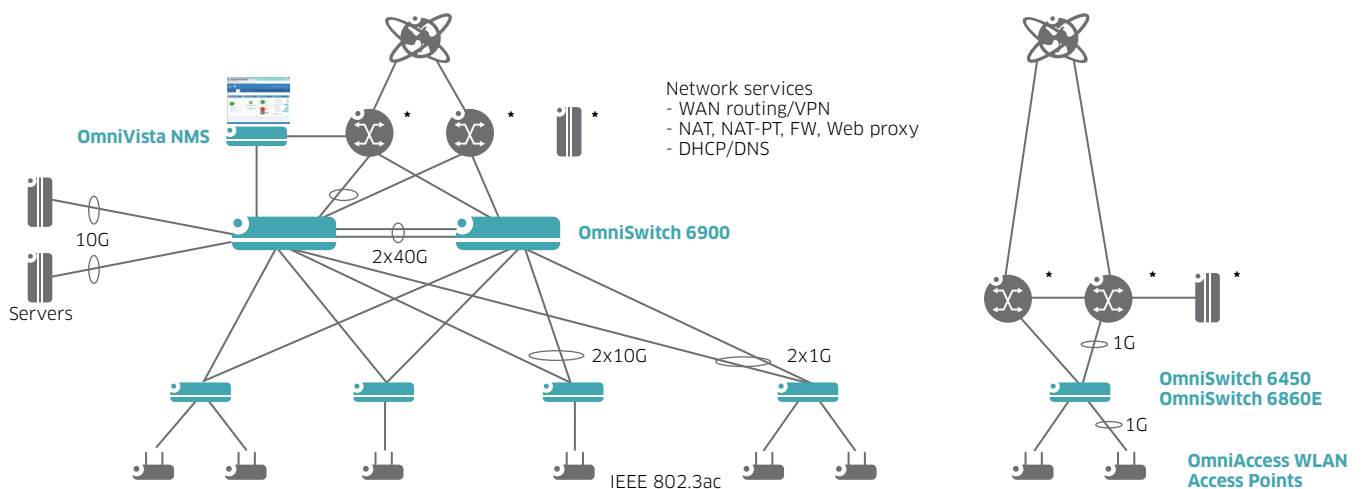 Network services
- WAN routing/VPN
- NAT, NAT-PT, FW, Web proxy
- DHCP/DNS
* * *
OmniVista NMS
10G
2x40G
OmniSwitch 6900
Servers
2x10G
2x1G
IEEE 802.3ac
* * *
1G
OmniSwitch 6450
OmniSwitch 6860E
1G
OmniAccess WLAN
Access Points